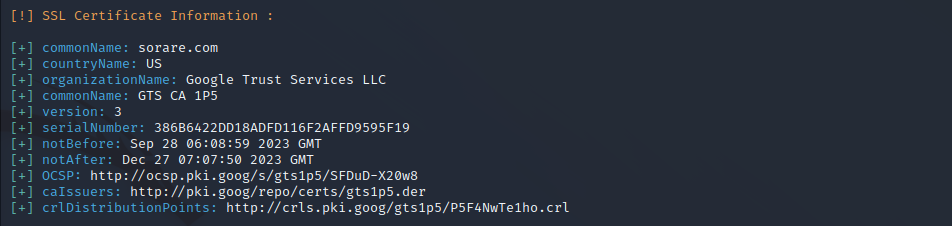 [!] SSL Certificate Information :
[+] commonName: sorare.com
[+] countryName: US
[+] organizationName: Google Trust Services LLC
[+] commonName: GTS CA 1P5
[+] version: 3
[+] serialNumber: 386B6422DD18ADFD116F2AFFD9595F19
[+] notBefore: Sep 28 06:08:59 2023 GMT
[+] notAfter: Dec 27 07:07:50 2023 GMT
[+] OCSP: http://ocsp.pki.goog/s/gts1p5/SFDuD-X20w8
[+] caIssuers: http://pki.goog/repo/certs/gts1p5.der
[+] crlDistributionPoints: http://crls.pki.goog/gts1p5/P5F4NwTe1ho.crl